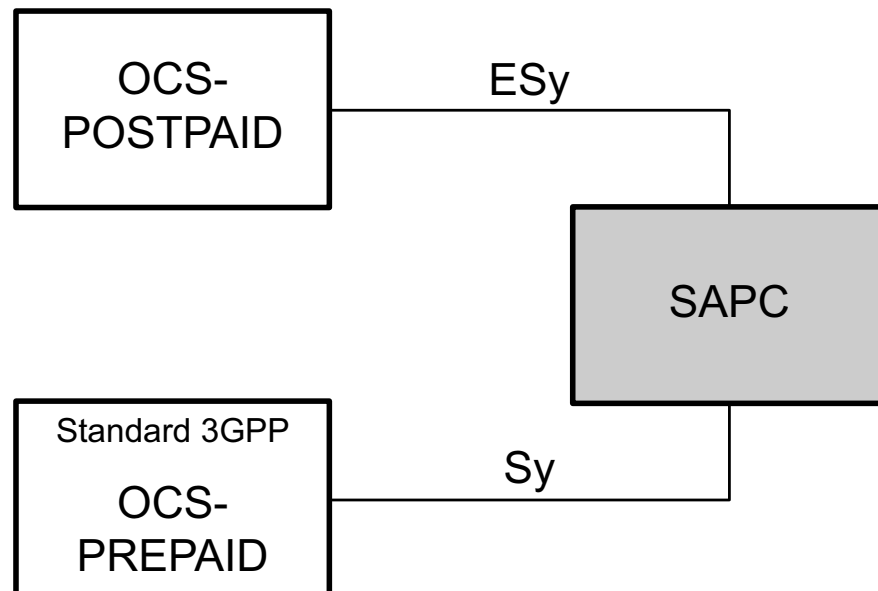 OCS-
POSTPAID
ESy
SAPC
Standard 3GPP
OCS-
PREPAID
Sy